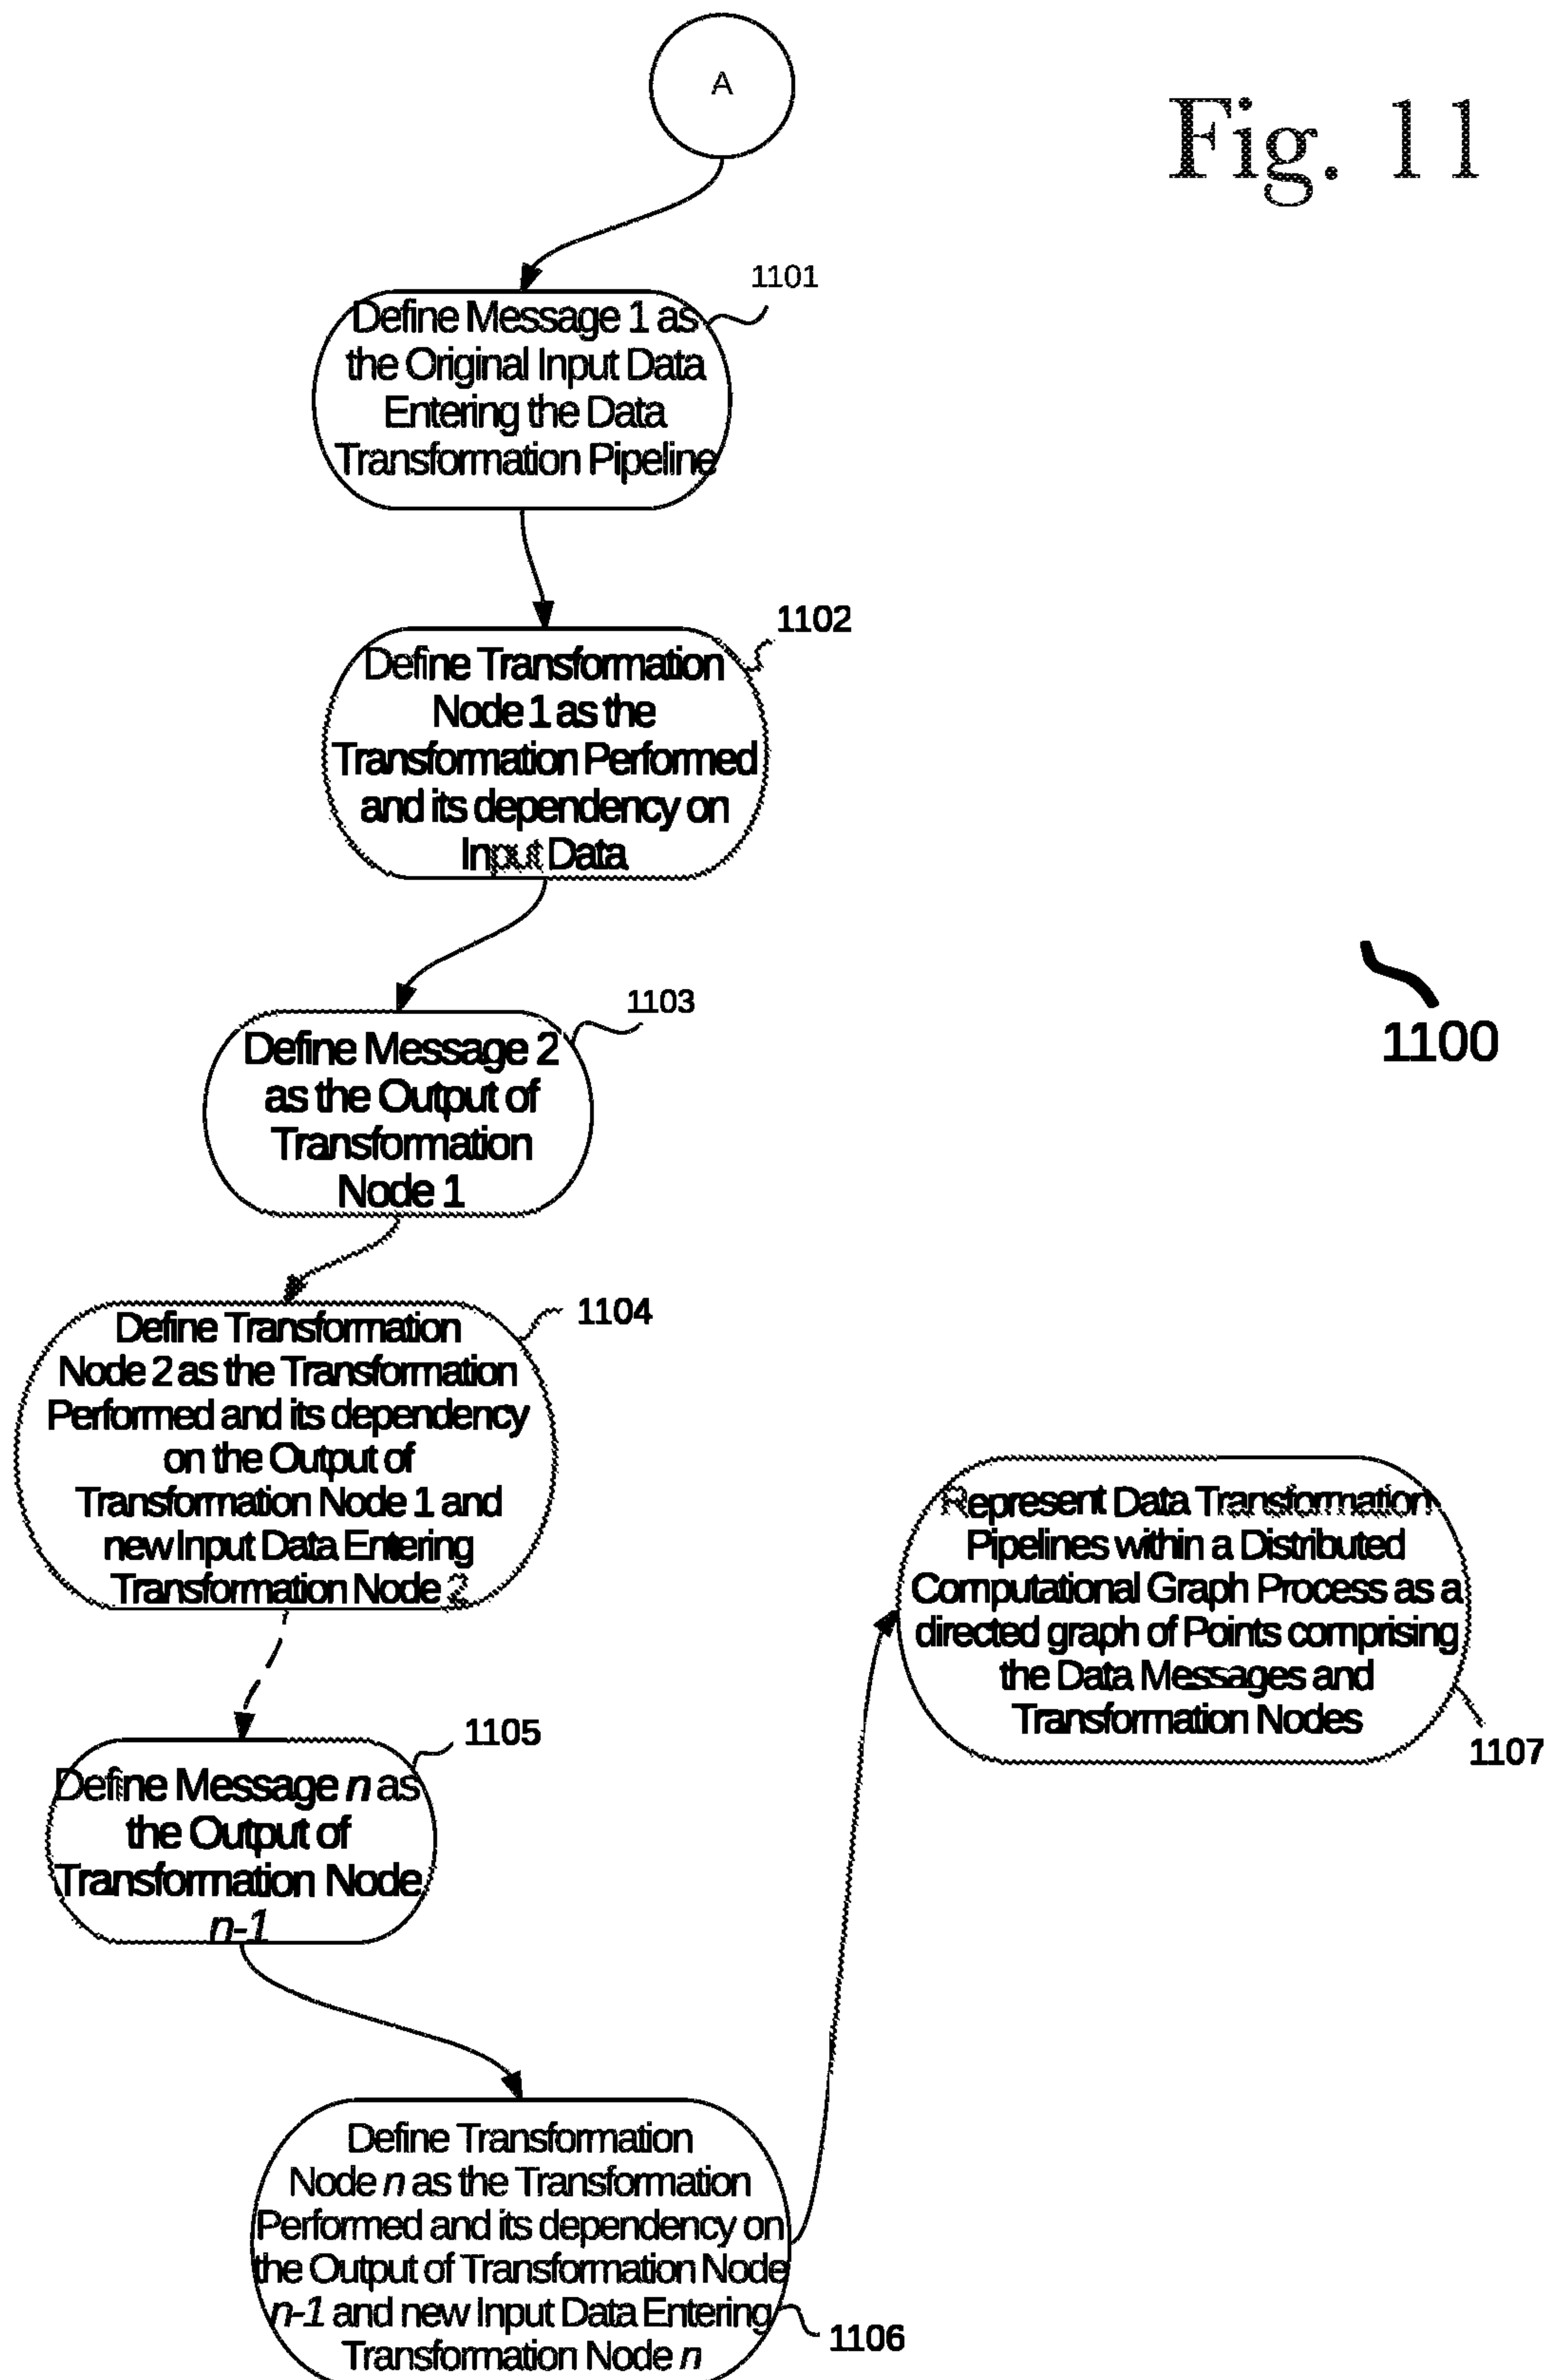 A
Fig. 11
1101
Define Message 1 as
the Original Input Data
Entering the Data
Transformation Pipeline
1102
Define Transformation
Node 1 as the
Transformation Performed
and its dependency on
Input Data
1103
Define Message 2
as the Output of
Transformation
Node 1
1100
1104
Define Transformation
Node 2 as the Transformation
Performed and its dependency
on the Output of
Transformation Node 1 and
new Input Data Entering
Transformation Node 2
1105
Define Message n as
the Output of
Transformation Node
n-1
Define Transformation
Node n as the Transformation
Performed and its dependency on
the Output of Transformation Node
n-1 and new Input Data Entering
Transformation Node n
1106
Represent Data Transformation
Pipelines within a Distributed
Computational Graph Process as a
directed graph of Points comprising
the Data Messages and
Transformation Nodes
1107